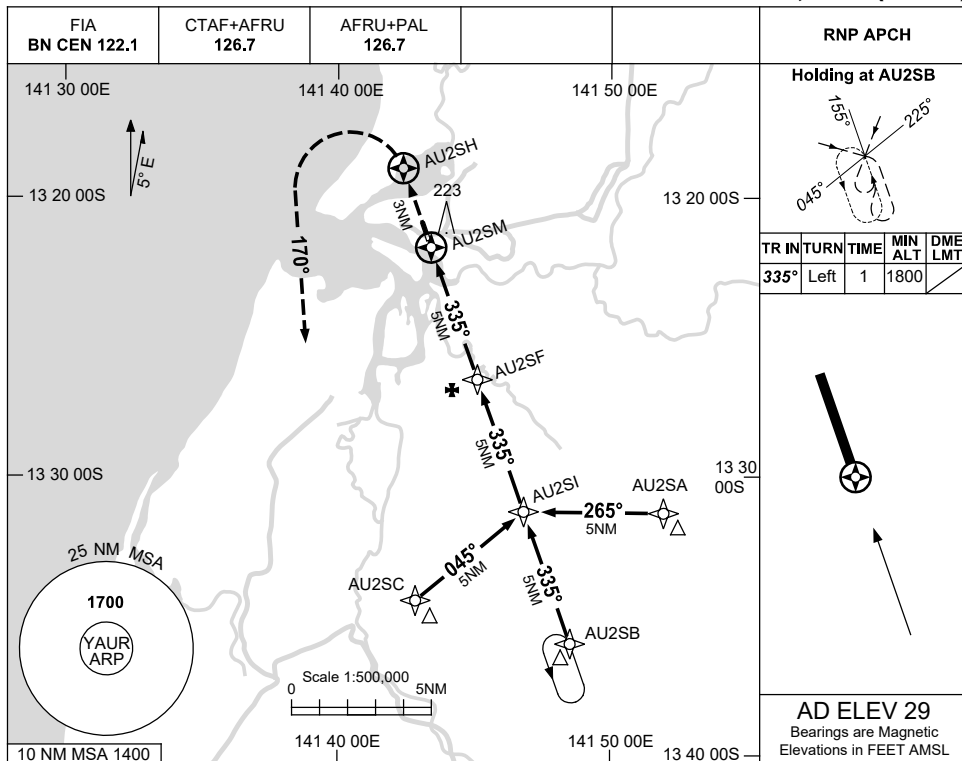 FIA
BN CEN 122.1
CTAF+AFRU
126.7
AFRU+PAL
126.7
RNP APCH
141 30 00E
141 40 00E
141 50 00E
Holding at AU2SB
155°
225°
045°
5° E
AU2SH
13 20 00S
13 20 00S
223
3NM
AU2SM
TR IN TURN TIME MIN ALT DME LMT
335° Left 1 1800
170°
335°
5NM
AU2SF
335°
5NM
13 30 00S
13 30
00S
AU2SI
AU2SA
265°
5NM
25 NM MSA
045°
5NM
335°
5NM
AU2SC
1700
YAUR
ARP
AU2SB
Scale 1:500,000
0 5NM
AD ELEV 29
Bearings are Magnetic
Elevations in FEET AMSL
10 NM MSA 1400
141 40 00E
141 50 00E
13 40 00S